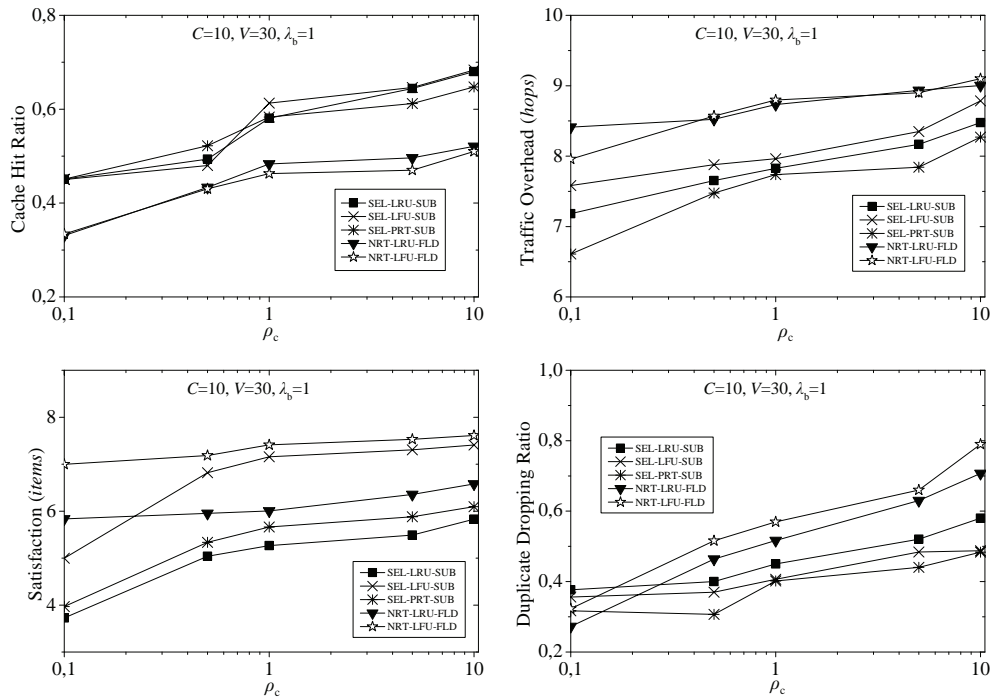 C=10, V=30, λb=1
Cache Hit Ratio
0,8
0,6
0,4
0,2
SEL-LRU-SUB
SEL-LFU-SUB
SEL-PRT-SUB
NRT-LRU-FLD
NRT-LFU-FLD
0,1 1 10
ρc
C=10, V=30, λb=1
Traffic Overhead (hops)
10
9
8
7
6
SEL-LRU-SUB
SEL-LFU-SUB
SEL-PRT-SUB
NRT-LRU-FLD
NRT-LFU-FLD
0,1 1 10
ρc
C=10, V=30, λb=1
Satisfaction (items)
8
6
4
SEL-LRU-SUB
SEL-LFU-SUB
SEL-PRT-SUB
NRT-LRU-FLD
NRT-LFU-FLD
0,1 1 10
ρc
C=10, V=30, λb=1
Duplicate Dropping Ratio
1,0
0,8
0,6
0,4
0,2
SEL-LRU-SUB
SEL-LFU-SUB
SEL-PRT-SUB
NRT-LRU-FLD
NRT-LFU-FLD
0,1 1 10
ρc